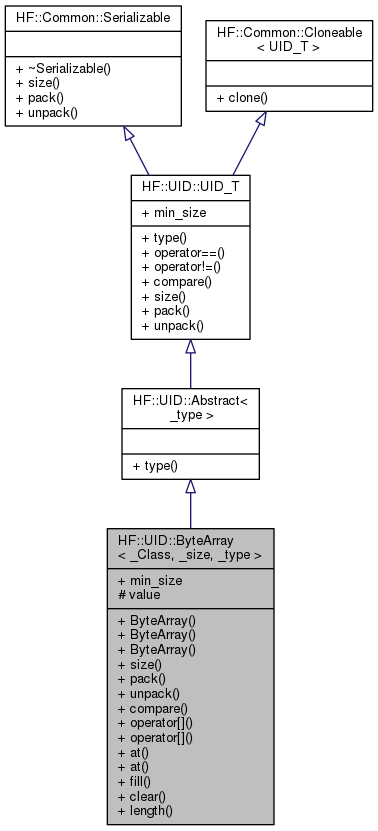 HF::Common::Serializable
+ ~Serializable()
+ size()
+ pack()
+ unpack()
HF::Common::Cloneable
< UID_T >
+ clone()
HF::UID::UID_T
+ min_size
+ type()
+ operator==()
+ operator!=()
+ compare()
+ size()
+ pack()
+ unpack()
HF::UID::Abstract<
_type >
+ type()
HF::UID::ByteArray
< _Class, _size, _type >
+ min_size
# value
+ ByteArray()
+ ByteArray()
+ ByteArray()
+ size()
+ pack()
+ unpack()
+ compare()
+ operator[]()
+ operator[]()
+ at()
+ at()
+ fill()
+ clear()
+ length()